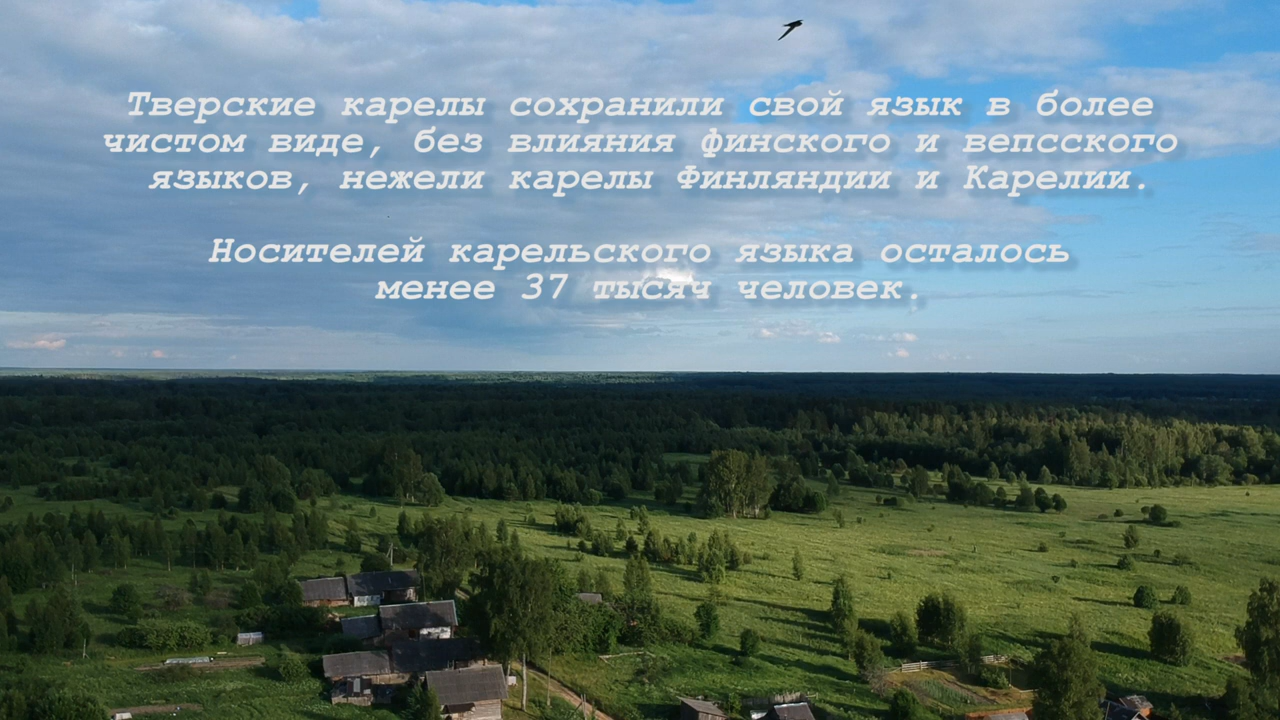 Тверские карелы сохранили свой язык в более
чистом виде, без влияния финского и вепсского
языков, нежели карелы Финляндии и Карелии.
Носителей карельского языка осталось
менее 37 тысяч человек.